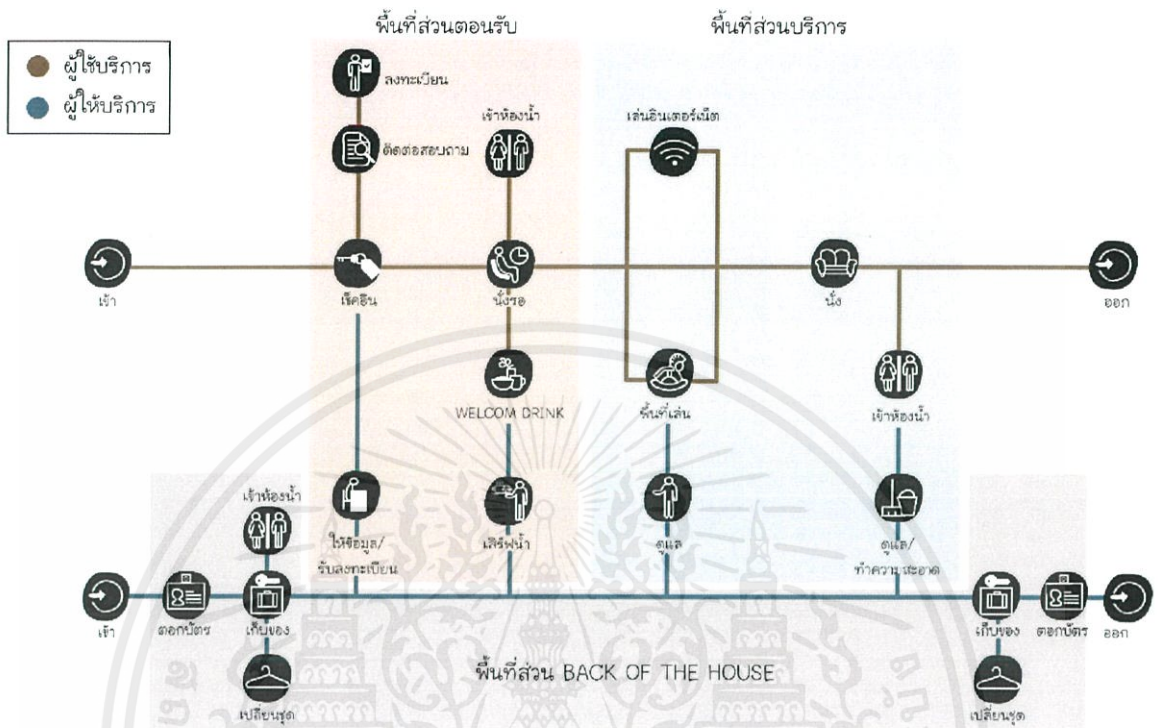 พื้นที่ส่วนตอนรับ
พื้นที่ส่วนบริการ
ผู้ใช้บริการ
ผู้ให้บริการ
ลงทะเบียน
ติดต่อสอบถาม
เข้าห้องน้ำ
เล่นอินเตอร์เน็ต
เข้า
เช็คอิน
นั่งรอ
นั่ง
ออก
WELCOM DRINK
พื้นที่เล่น
เข้าห้องน้ำ
เข้าห้องน้ำ
ให้ข้อมูล/
รับลงทะเบียน
เสิร์ฟน้ำ
ดูแล
ดูแล/
ทำความสะอาด
เข้า
ตอกบัตร
เก็บของ
เก็บของ
ตอกบัตร
ออก
พื้นที่ส่วน BACK OF THE HOUSE
เปลี่ยนชุด
เปลี่ยนชุด